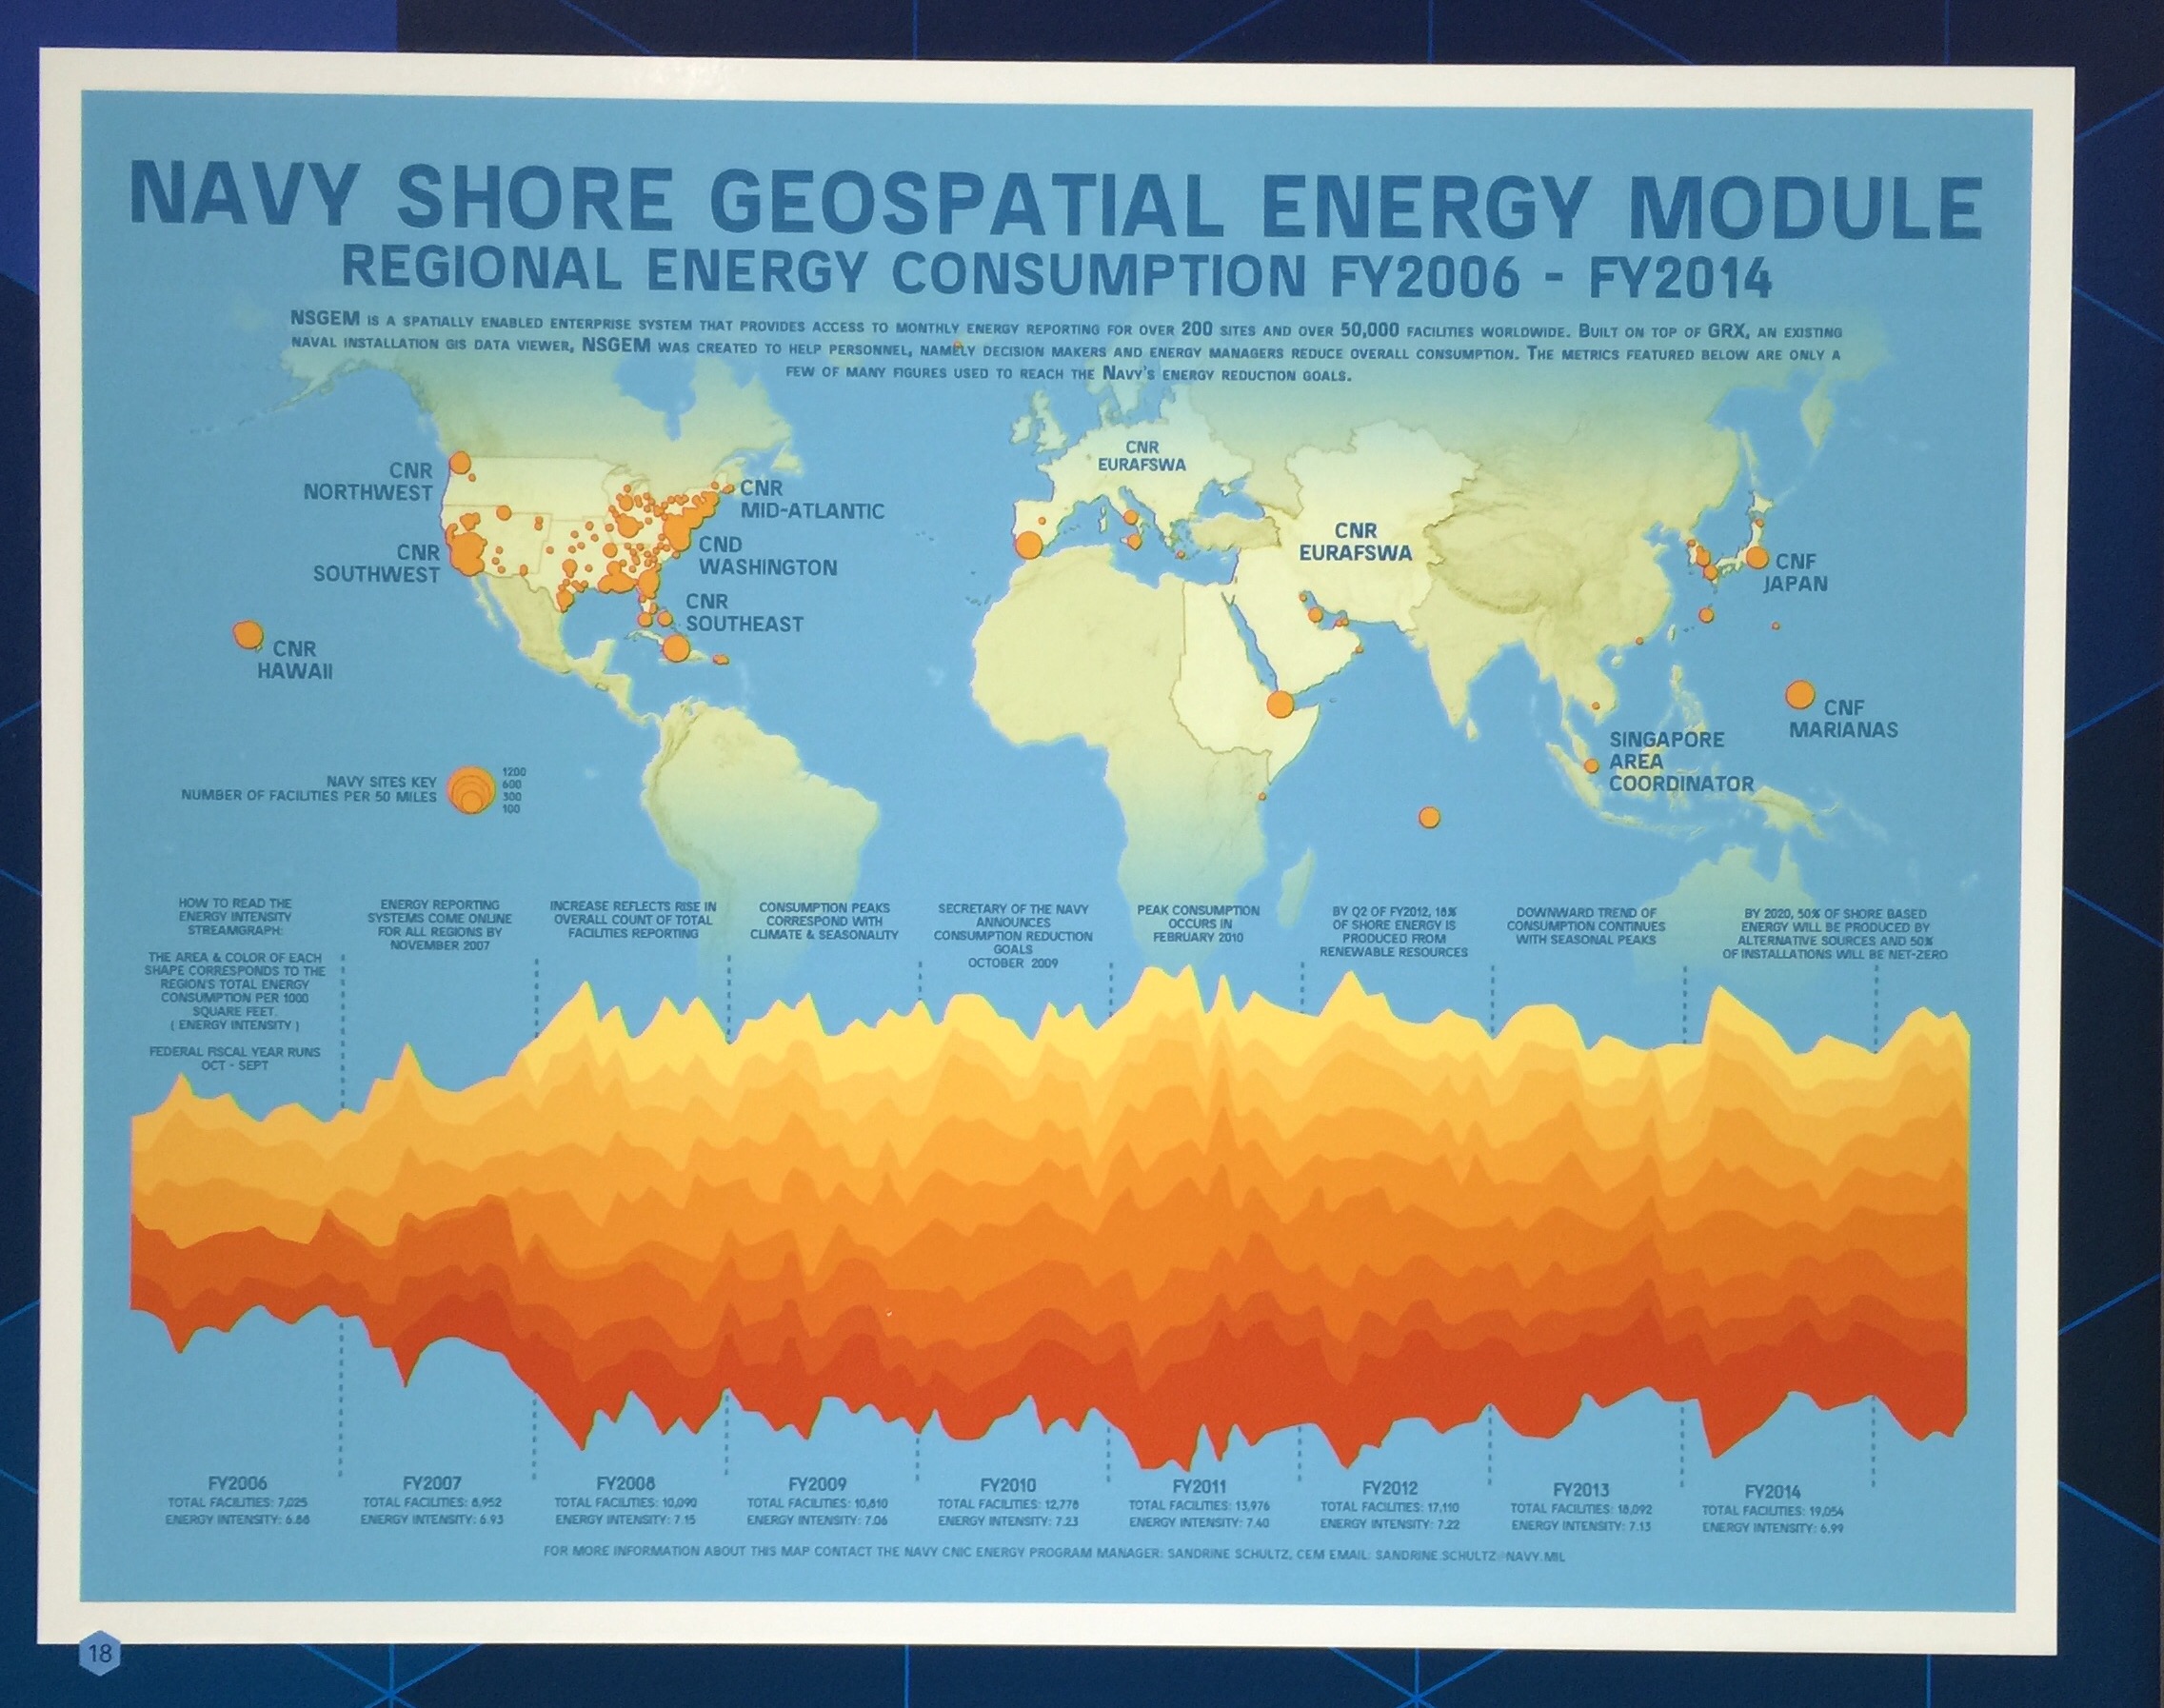 NAVY SHORE GEOSPATIAL ENERGY MODULE
REGIONAL ENERGY CONSUMPTION FY2006 - FY2014
NSGEM IS A SPATIALLY ENABLED ENTERPRISE SYSTEM THAT PROVIDES ACCESS TO MONTHLY ENERGY REPORTING FOR OVER 200 SITES AND OVER 50,000 FACILITIES WORLDWIDE. BUILT ON TOP OF GRX, AN EXISTING
NAVAL INSTALLATION GIS DATA VIEWER, NSGEM WAS CREATED TO HELP PERSONNEL, NAMELY DECISION MAKERS AND ENERGY MANAGERS REDUCE OVERALL CONSUMPTION. THE METRICS FEATURED BELOW ARE ONLY A
FEW OF MANY FIGURES USED TO REACH THE NAVY'S ENERGY REDUCTION GOALS.
CNR
NORTHWEST
CNR
SOUTHWEST
CNR
HAWAII
CNR
MID-ATLANTIC
CND
WASHINGTON
CNR
SOUTHEAST
CNR
EURAFSWA
CNR
EURAFSWA
CNF
JAPAN
CNF
MARIANAS
SINGAPORE
AREA
COORDINATOR
NAVY SITES KEY
NUMBER OF FACILITIES PER 50 MILES
1200
600
300
100
HOW TO READ THE
ENERGY INTENSITY
STREAMGRAPH:
THE AREA & COLOR OF EACH
SHAPE CORRESPONDS TO THE
REGION'S TOTAL ENERGY
CONSUMPTION PER 1000
SQUARE FEET.
( ENERGY INTENSITY )
FEDERAL FISCAL YEAR RUNS
OCT - SEPT
ENERGY REPORTING
SYSTEMS COME ONLINE
FOR ALL REGIONS BY
NOVEMBER 2007
INCREASE REFLECTS RISE IN
OVERALL COUNT OF TOTAL
FACILITIES REPORTING
CONSUMPTION PEAKS
CORRESPOND WITH
CLIMATE & SEASONALITY
SECRETARY OF THE NAVY
ANNOUNCES
CONSUMPTION REDUCTION
GOALS
OCTOBER 2009
PEAK CONSUMPTION
OCCURS IN
FEBRUARY 2010
BY Q2 OF FY2012, 18%
OF SHORE ENERGY IS
PRODUCED FROM
RENEWABLE RESOURCES
DOWNWARD TREND OF
CONSUMPTION CONTINUES
WITH SEASONAL PEAKS
BY 2020, 50% OF SHORE BASED
ENERGY WILL BE PRODUCED BY
ALTERNATIVE SOURCES AND 50%
OF INSTALLATIONS WILL BE NET-ZERO
FY2006
TOTAL FACILITIES: 7,025
ENERGY INTENSITY: 6.88
FY2007
TOTAL FACILITIES: 8,952
ENERGY INTENSITY: 6.93
FY2008
TOTAL FACILITIES: 10,090
ENERGY INTENSITY: 7.15
FY2009
TOTAL FACILITIES: 10,810
ENERGY INTENSITY: 7.06
FY2010
TOTAL FACILITIES: 12,778
ENERGY INTENSITY: 7.23
FY2011
TOTAL FACILITIES: 13,976
ENERGY INTENSITY: 7.40
FY2012
TOTAL FACILITIES: 17,110
ENERGY INTENSITY: 7.22
FY2013
TOTAL FACILITIES: 18,092
ENERGY INTENSITY: 7.13
FY2014
TOTAL FACILITIES: 19,054
ENERGY INTENSITY: 6.99
FOR MORE INFORMATION ABOUT THIS MAP CONTACT THE NAVY CNIC ENERGY PROGRAM MANAGER: SANDRINE SCHULTZ, CEM EMAIL: SANDRINE.SCHULTZ@NAVY.MIL
18